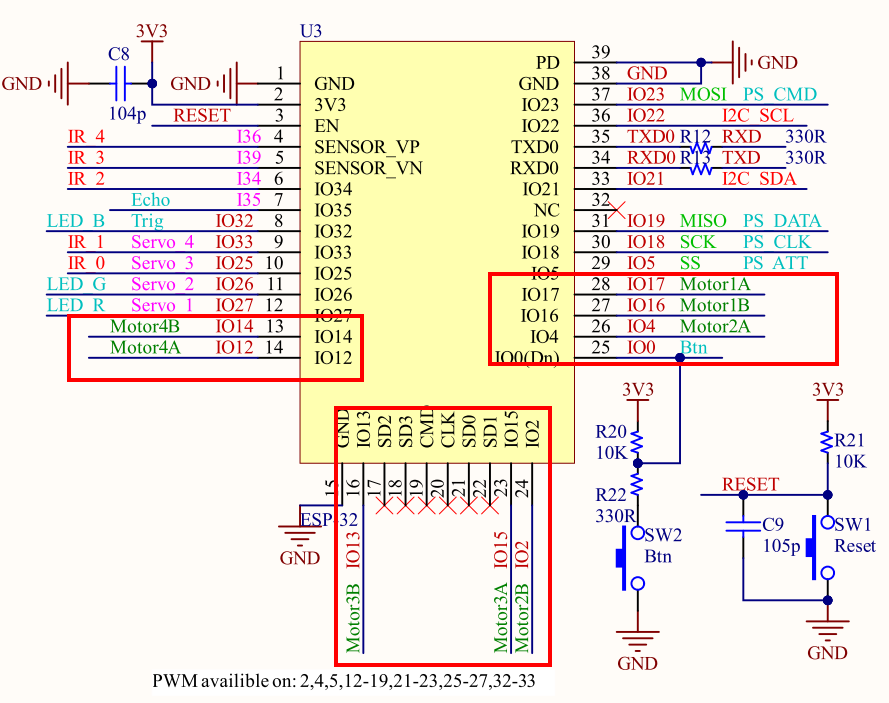 U3
3V3
C8
GND
104p
GND
RESET
1 GND
2 3V3
3 EN
IR 4 I36 4 SENSOR_VP
IR 3 I39 5 SENSOR_VN
IR 2 I34 6 IO34
Echo I35 7 IO35
LED B Trig IO32 8 IO32
IR 1 Servo 4 IO33 9 IO33
IR 0 Servo 3 IO25 10 IO25
LED G Servo 2 IO26 11 IO26
LED R Servo 1 IO27 12 IO27
Motor4B IO14 13 IO14
Motor4A IO12 14 IO12
PD 39
GND 38 GND
GND
IO23 37 IO23 MOSI PS CMD
IO22 36 IO22 I2C SCL
TXD0 35 TXD0 R12 RXD 330R
RXD0 34 RXD0 R13 TXD 330R
IO21 33 IO21 I2C SDA
NC 32
IO19 31 IO19 MISO PS DATA
IO18 30 IO18 SCK PS CLK
IO5 29 IO5 SS PS ATT
IO17 28 IO17 Motor1A
IO16 27 IO16 Motor1B
IO4 26 IO4 Motor2A
IO0(Dn) 25 IO0 Btn
GND IO13 SD2 SD3 CMD CLK SD0 SD1 IO15 IO2
15 16 17 18 19 20 21 22 23 24
ESP-32
GND
IO13 IO15 IO2
Motor3B Motor3A Motor2B
3V3
R20
10K
R22
330R
SW2
Btn
GND
3V3
R21
10K
RESET
C9
105p
SW1
Reset
GND
PWM availible on: 2,4,5,12-19,21-23,25-27,32-33